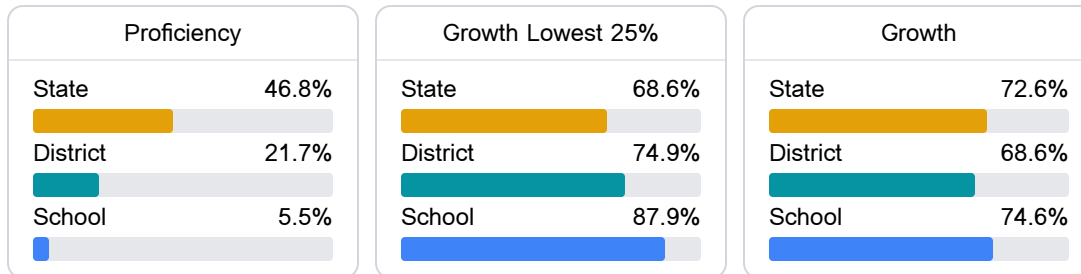 Proficiency
State 46.8%
District 21.7%
School 5.5%
Growth Lowest 25%
State 68.6%
District 74.9%
School 87.9%
Growth
State 72.6%
District 68.6%
School 74.6%